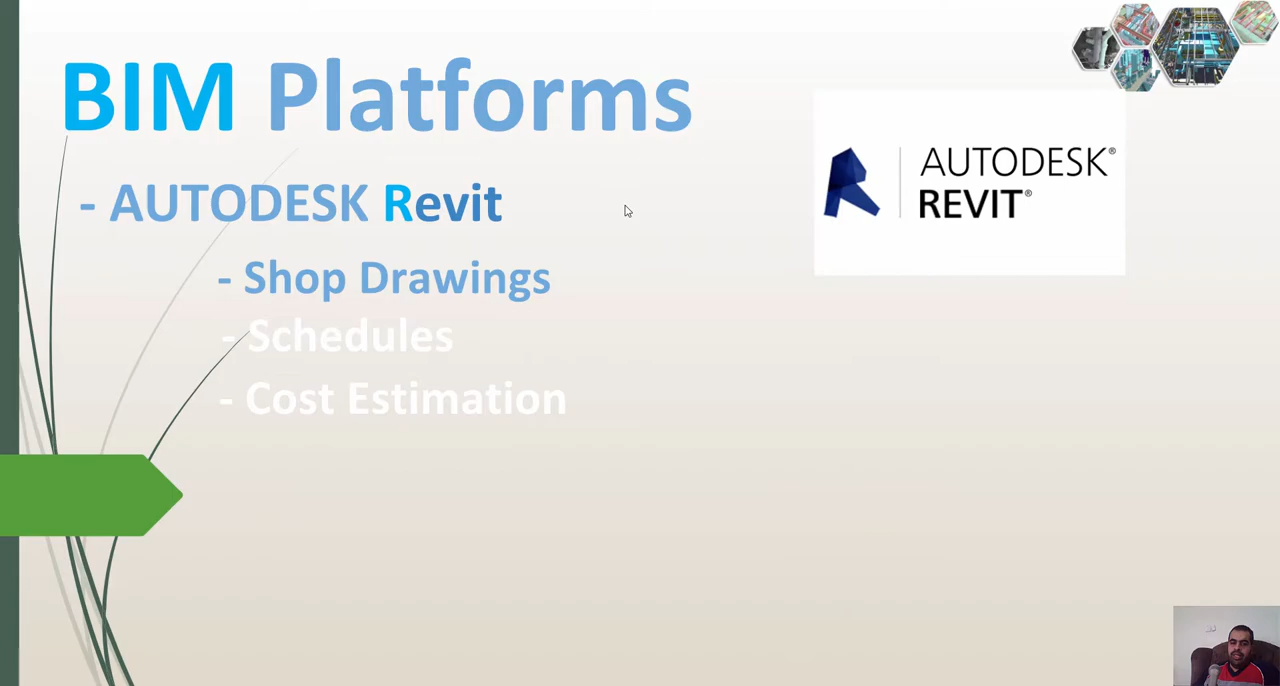 BIM Platforms
- AUTODESK Revit
- Shop Drawings
- Schedules
- Cost Estimation
AUTODESK®
REVIT®